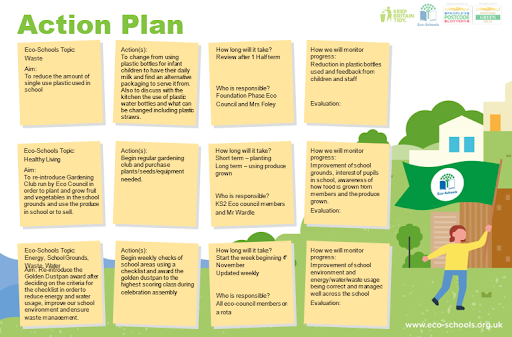 Action Plan
KEEP
BRITAIN
TIDY
Eco-Schools
POSTCODE
LOTTERY
GREEN
Eco-Schools Topic
Waste
Aim:
To reduce the amount of
single use plastic used in
school
Action(s):
To change from using
plastic bottles for infant
children to have their daily
milk and find an alternative
packaging to serve it from.
Also to discuss with the
kitchen the use of plastic
water bottles and what can
be changed including plastic
straws.
How long will it take?
Review after 1 Half term
Who is responsible?
Foundation Phase Eco
Council and Mrs Foley
How we will monitor
progress:
Reduction in plastic bottles
used and feedback from
children and staff
Evaluation:
Eco-Schools Topic:
Healthy Living
Aim:
To re-introduce Gardening
Club run by Eco Council in
order to plant and grow fruit
and vegetables in the school
grounds and use the produce
in school or to sell.
Action(s):
Begin regular gardening
club and purchase
plants/seeds/equipment
needed.
How long will it take?
Short term – planting
Long term – using produce
grown
Who is responsible?
KS2 Eco council members
and Mr Wardle
How we will monitor
progress:
Improvement of school
grounds, interest of pupils
in school, awareness of
how food is grown tem
members and the produce
grown.
Evaluation:
Eco-Schools Topic:
Energy, School Grounds,
Waste, Water
Aim: Re-introduce the
Golden Dustpan award after
deciding on the criteria for
the checklist in order to
reduce energy and water
usage, improve our school
environment and ensure
waste management.
Action(s):
Begin weekly checks of
school areas using a
checklist and award the
golden dustpan to the
highest scoring class during
celebration assembly
How long will it take?
Start the week beginning 6th
November
Updated weekly
Who is responsible?
All eco-council members on
a rota
How we will monitor
progress:
Improvement of school
environment and
energy/water/waste usage
being correct and managed
well across the school
Evaluation:
Eco-Schools
www.eco-schools.org.uk